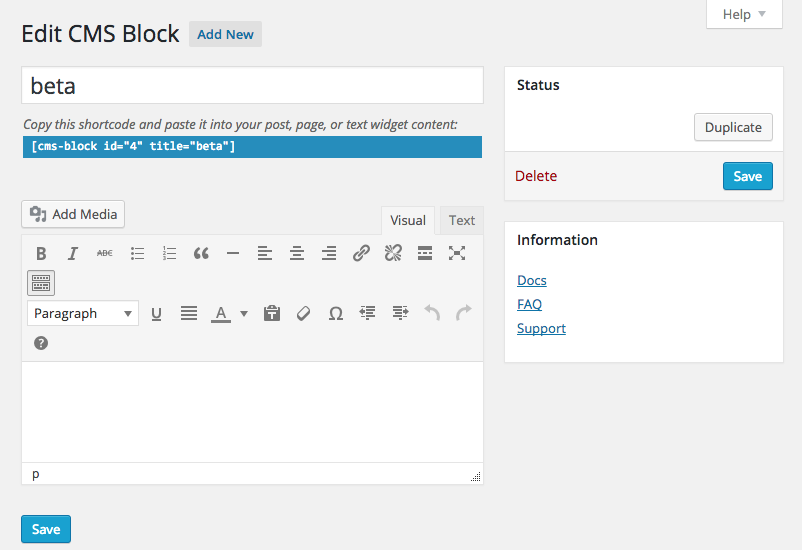 Help
Edit CMS Block Add New
beta
Copy this shortcode and paste it into your post, page, or text widget content:
[cms-block id="4" title="beta"]
Status
Duplicate
Delete
Save
Add Media
Visual
Text
B I ABC
Paragraph U A T Ω
?
p
Save
Information
Docs
FAQ
Support